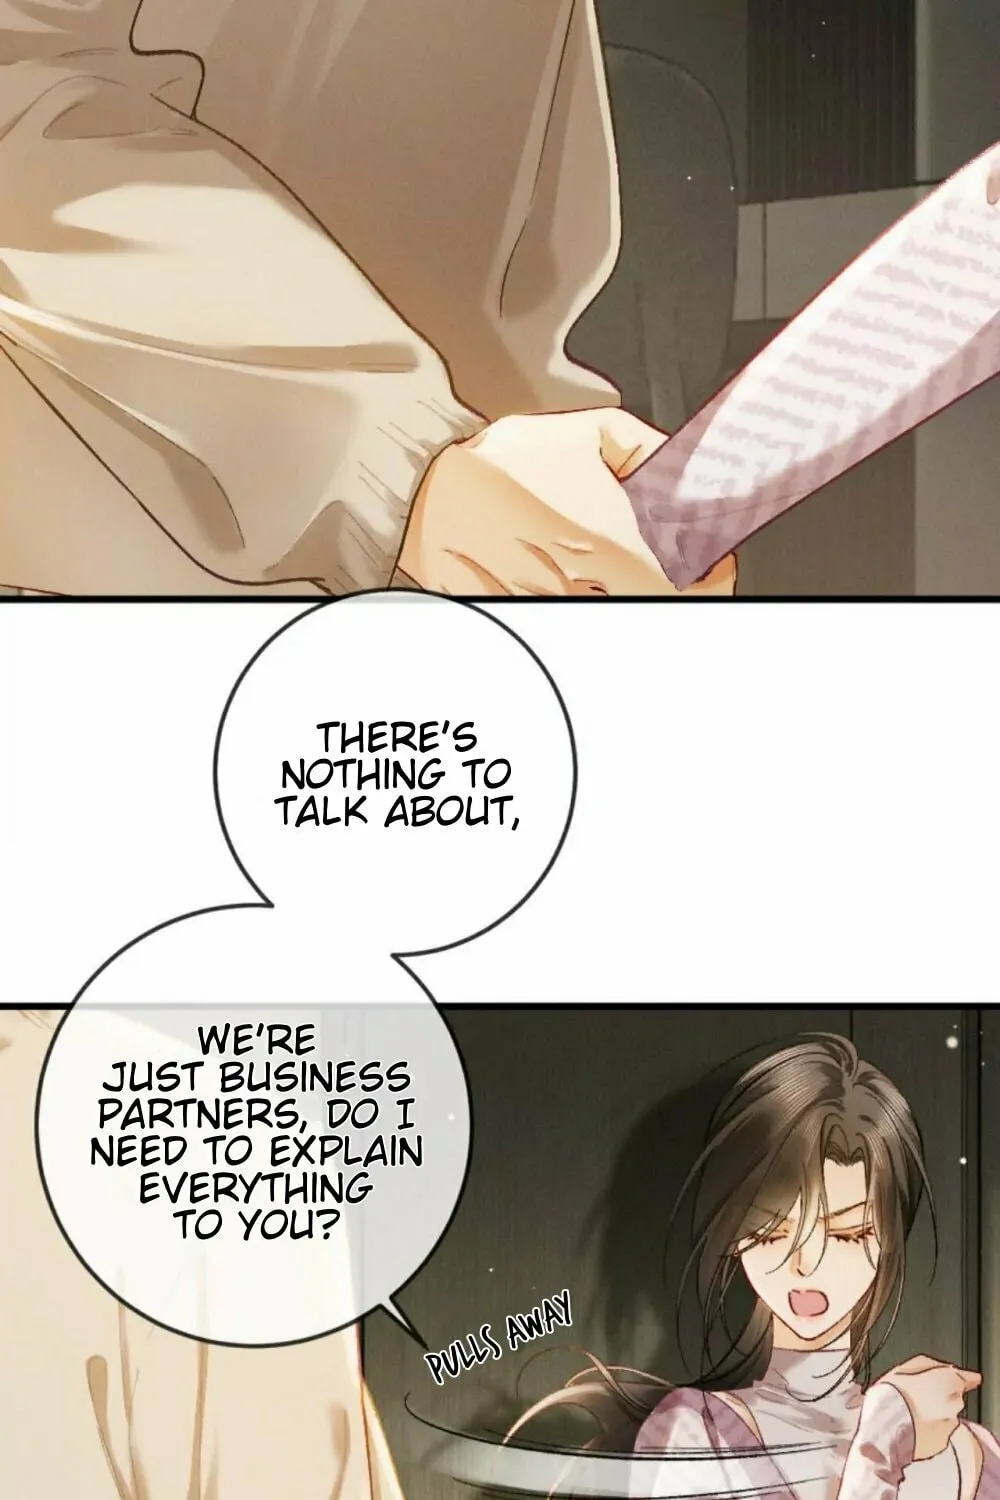 THERE'S
NOTHING TO
TALK ABOUT,
WE'RE
JUST BUSINESS
PARTNERS, DO I
NEED TO EXPLAIN
EVERYTHING
TO YOU?
PULLS AWAY